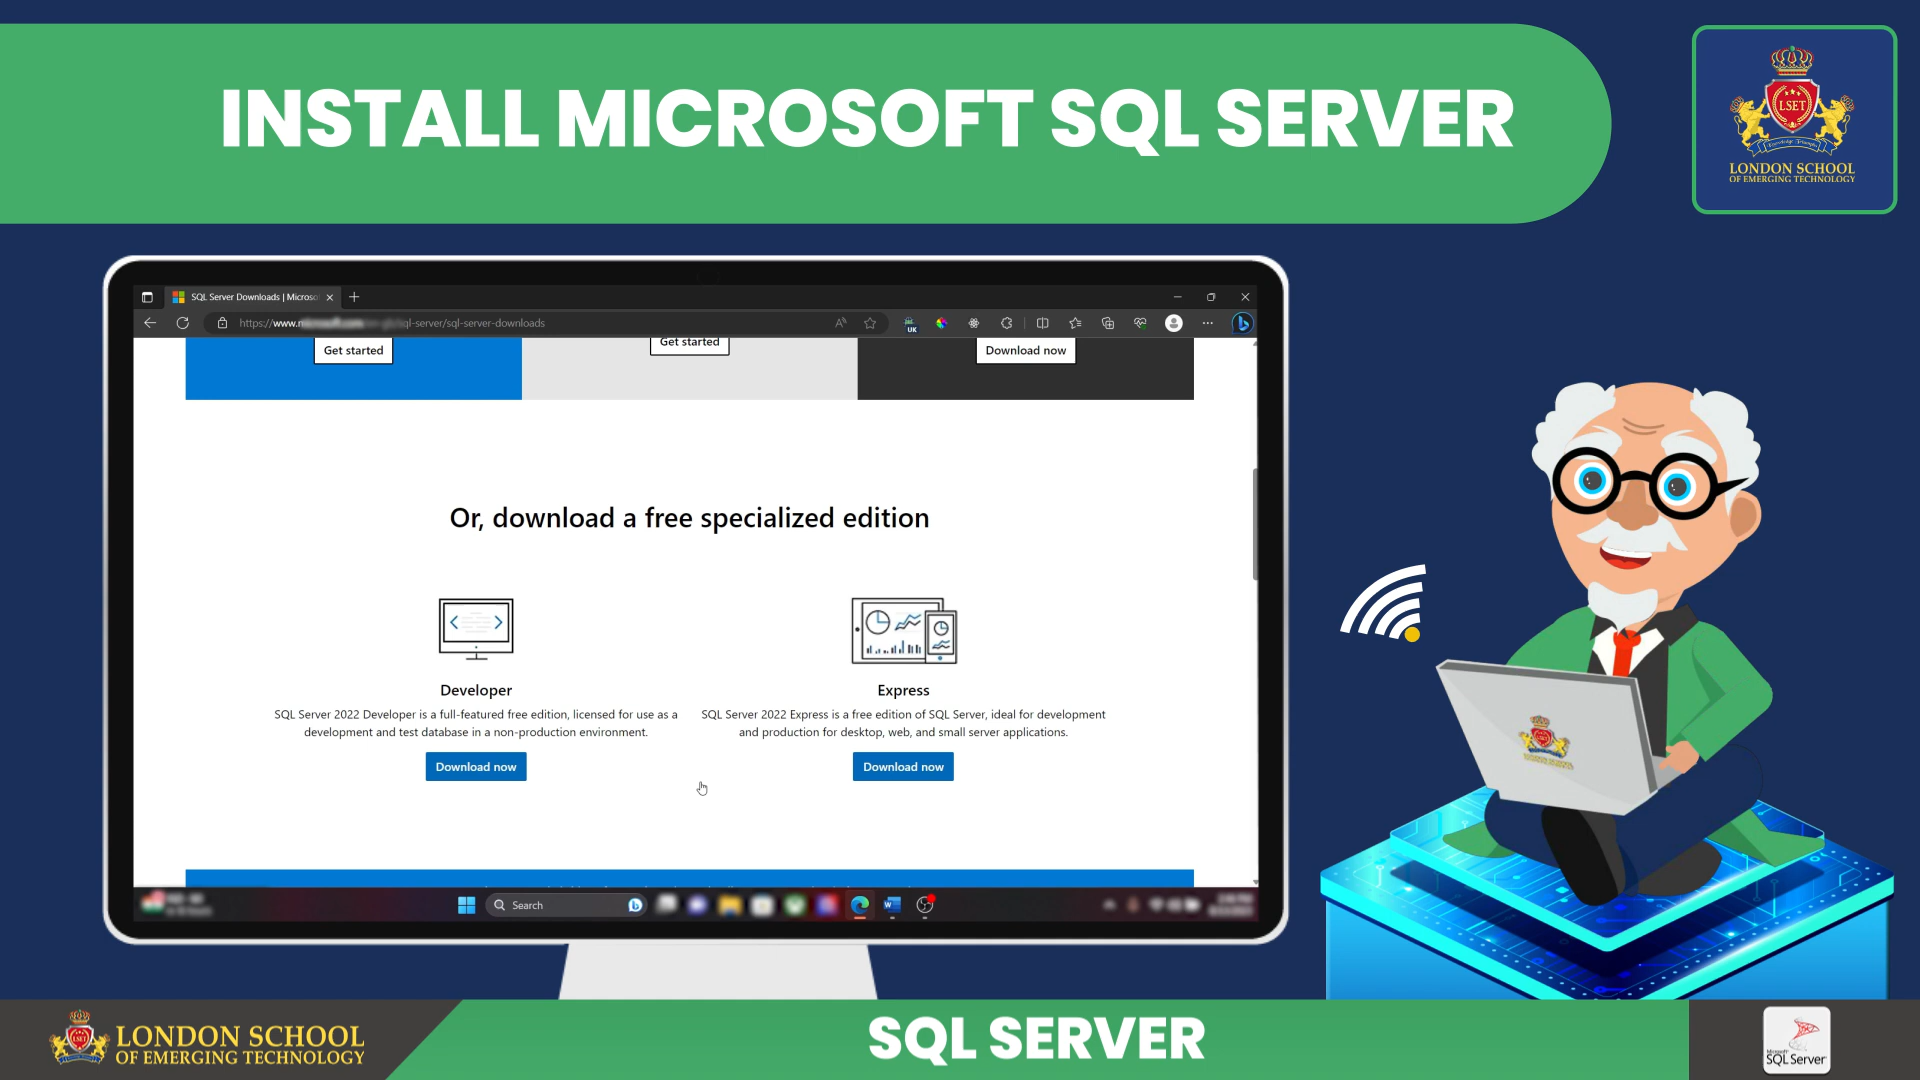 INSTALL MICROSOFT SQL SERVER
LSET
LONDON SCHOOL
OF EMERGING TECHNOLOGY
SQL Server Downloads | Microso
https://www.
sql-server/sql-server-downloads
UK
Get started
Get started
Download now
Or, download a free specialized edition
Developer
SQL Server 2022 Developer is a full-featured free edition, licensed for use as a
development and test database in a non-production environment.
Download now
Express
SQL Server 2022 Express is a free edition of SQL Server, ideal for development
and production for desktop, web, and small server applications.
Download now
Search
LSET
LONDON SCHOOL
OF EMERGING TECHNOLOGY
SQL SERVER
Microsoft
SQL Server